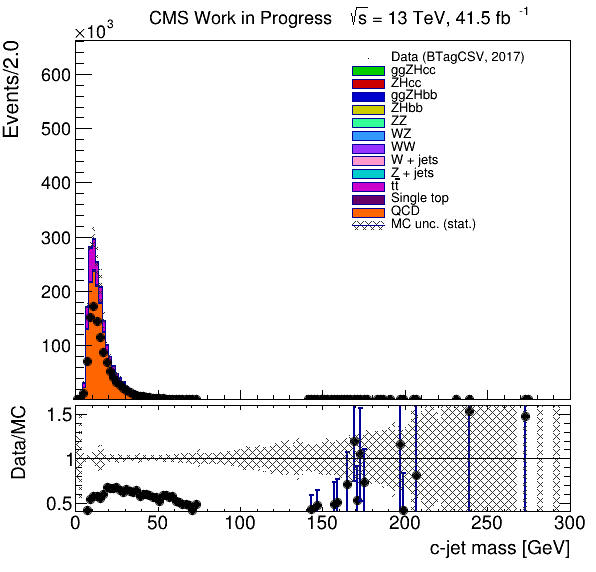 CMS Work in Progress √s = 13 TeV, 41.5 fb⁻¹
×10³
Events/2.0
600
500
400
300
200
100
Data (BTagCSV, 2017)
ggZHcc
ZHcc
ggZHbb
ZHbb
ZZ
WZ
WW
W + jets
Z + jets
tt̅
Single top
QCD
MC unc. (stat.)
Data/MC
1.5
1
0.5
0 50 100 150 200 250 300
c-jet mass [GeV]